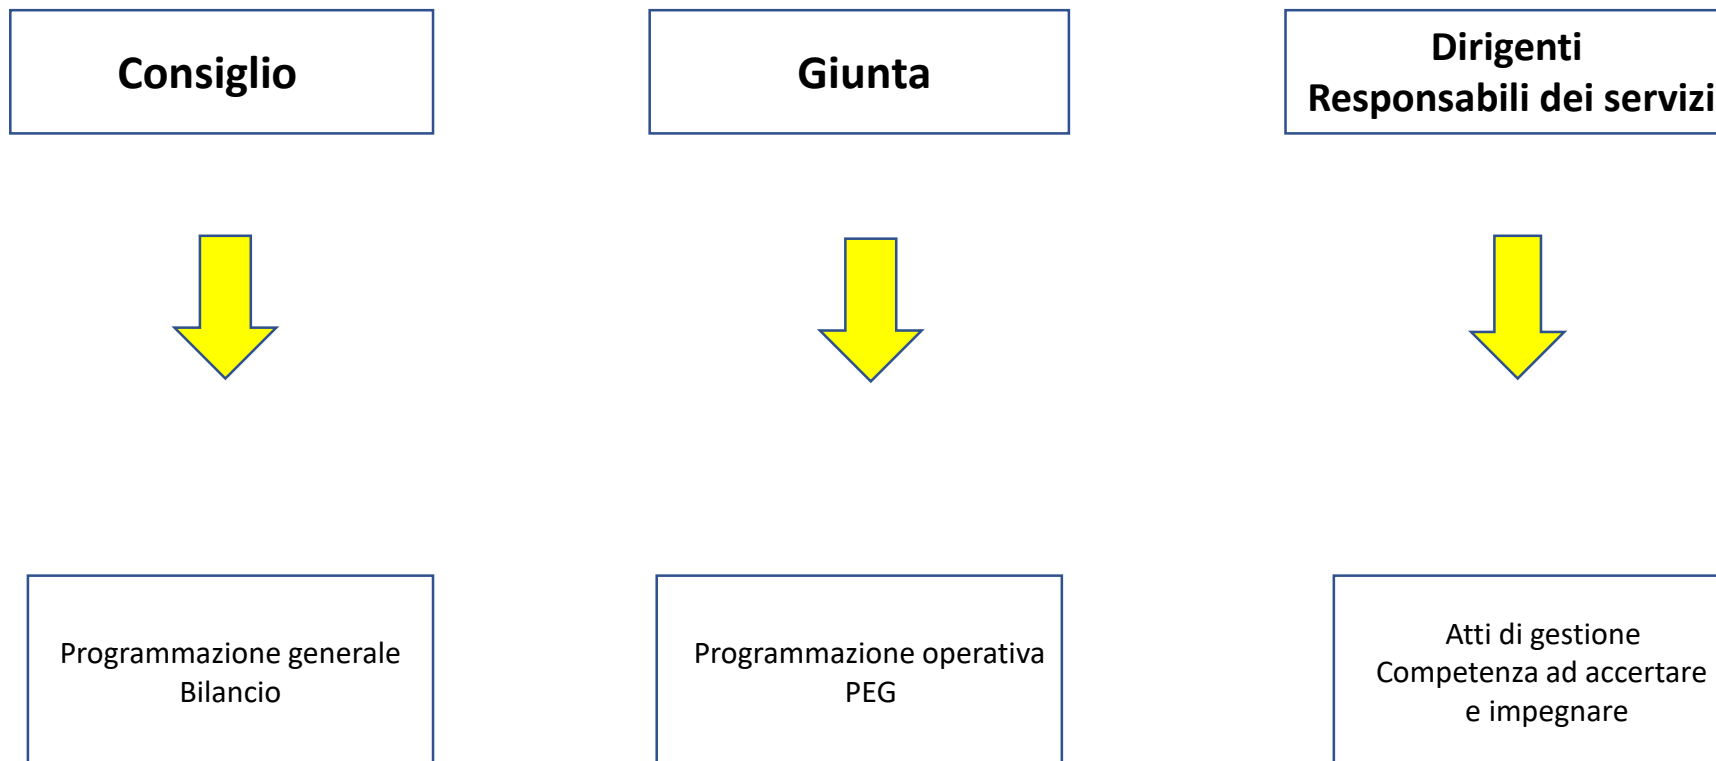 Consiglio
Giunta
Dirigenti
Responsabili dei servizi
Programmazione generale
Bilancio
Programmazione operativa
PEG
Atti di gestione
Competenza ad accertare
e impegnare